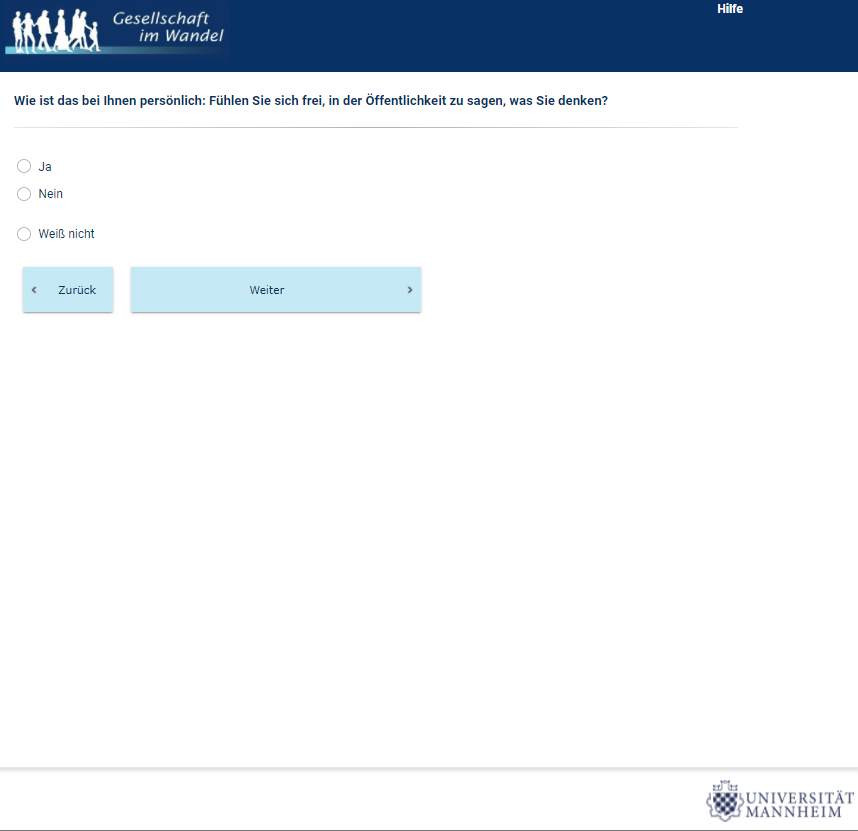 Gesellschaft
im Wandel
Hilfe
Wie ist das bei Ihnen persönlich: Fühlen Sie sich frei, in der Öffentlichkeit zu sagen, was Sie denken?
Ja
Nein
Weiß nicht
‹ Zurück
Weiter ›
UNIVERSITÄT
MANNHEIM